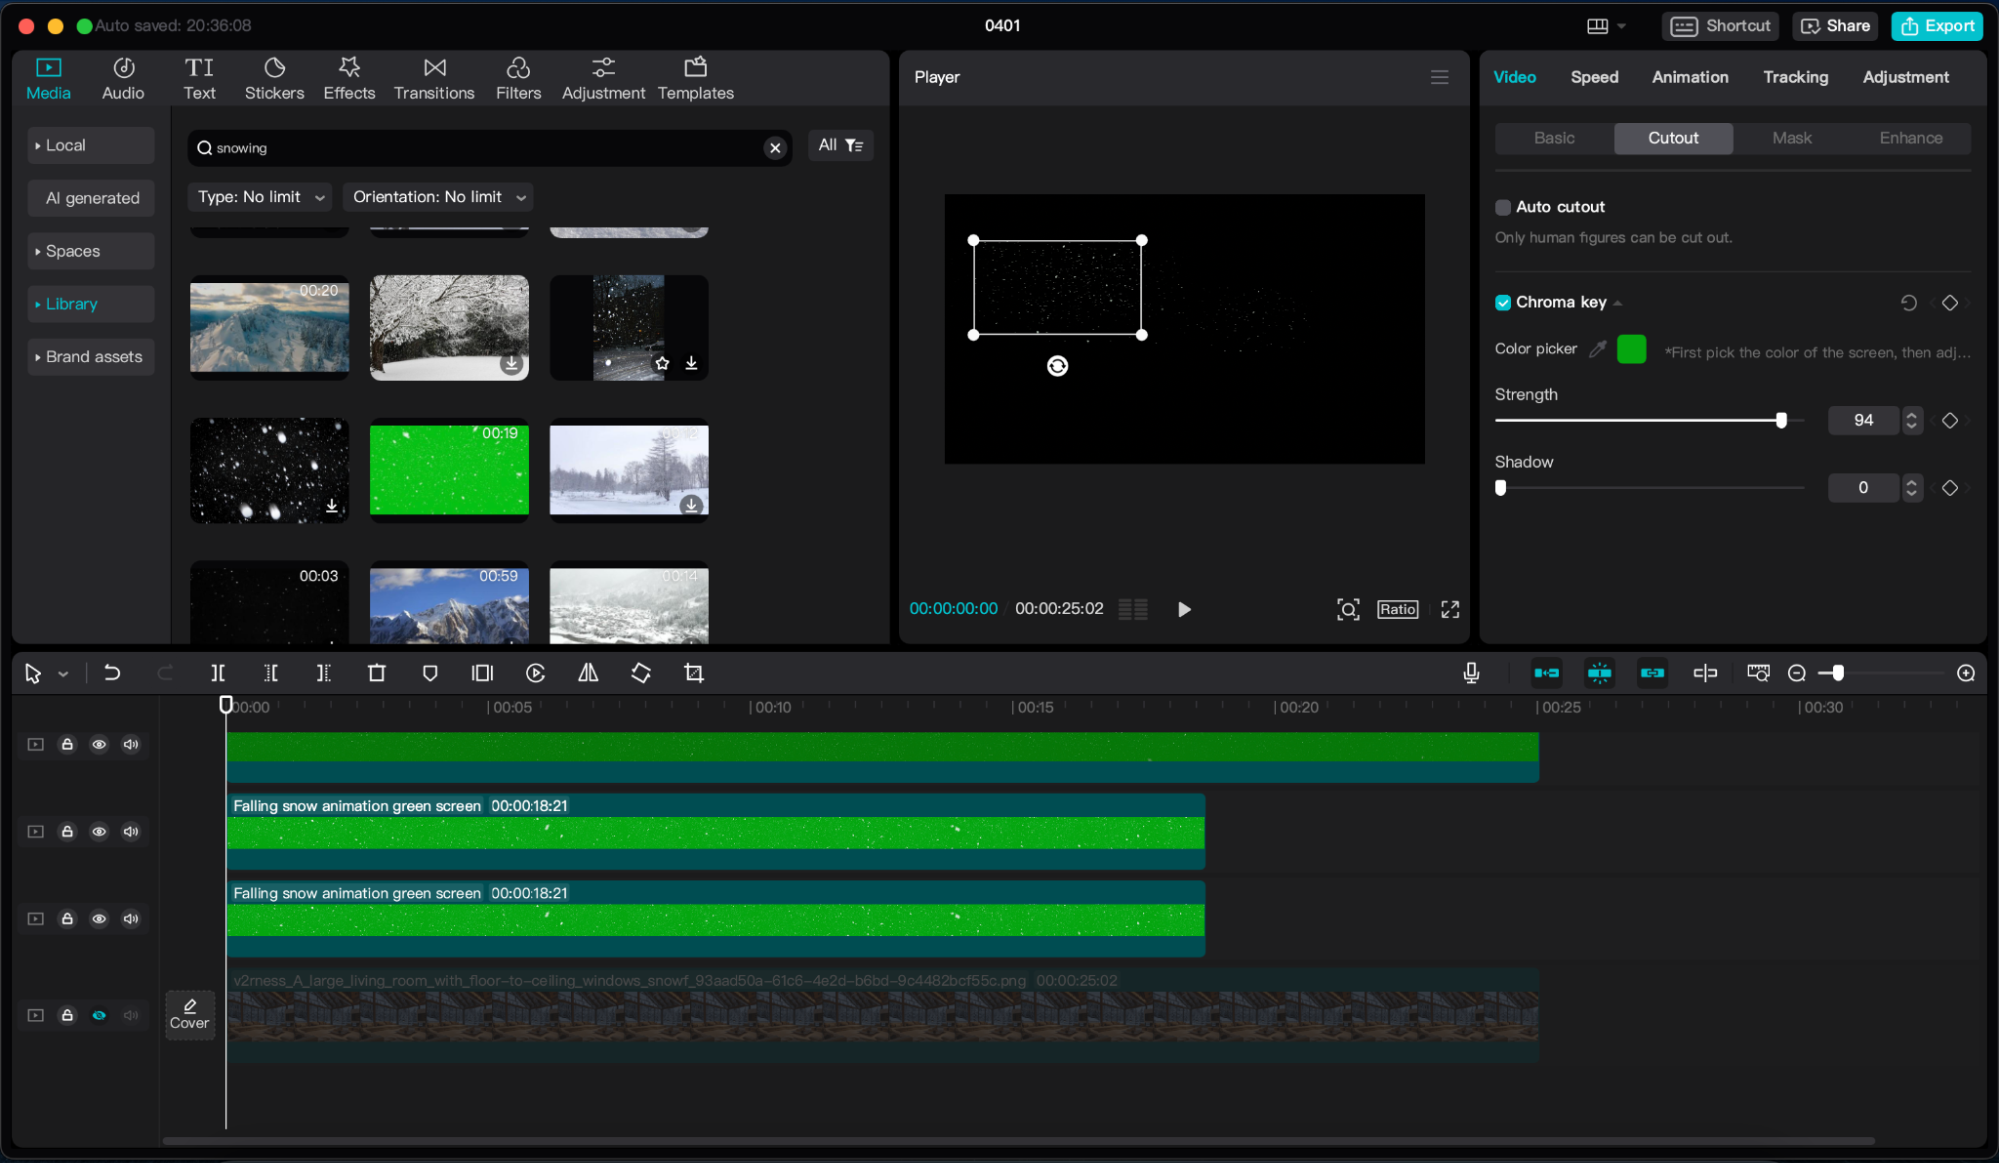 Auto saved: 20:36:08
0401
Shortcut
Share
Export
Media
Audio
TI
Text
Stickers
Effects
Transitions
Filters
Adjustment
Templates
Local
AI generated
Spaces
Library
Brand assets
snowing
All
Type: No limit
Orientation: No limit
00:20
00:19
00:03
00:59
00:14
Player
00:00:00:00
00:00:25:02
Ratio
Video
Speed
Animation
Tracking
Adjustment
Basic
Cutout
Mask
Enhance
Auto cutout
Only human figures can be cut out.
Chroma key
Color picker
*First pick the color of the screen, then adj...
Strength
94
Shadow
0
00:00
00:05
00:10
00:15
00:20
00:25
00:30
Falling snow animation green screen 00:00:18:21
Falling snow animation green screen 00:00:18:21
v2rness_A_large_living_room_with_floor-to-ceiling_windows_snowf_93aad50a-61c6-4e2d-b6bd-9c4482bcf55c.png 00:00:25:02
Cover